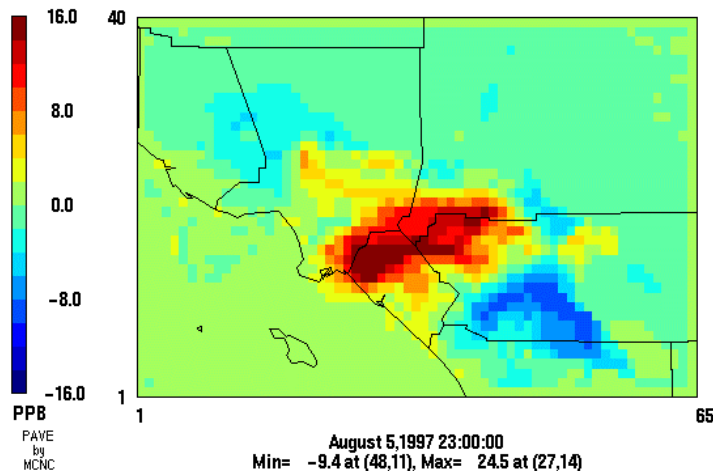 16.0
8.0
0.0
−8.0
−16.0
PPB
PAVE
by
MCNC
40
1
1
65
August 5,1997 23:00:00
Min= −9.4 at (48,11), Max= 24.5 at (27,14)